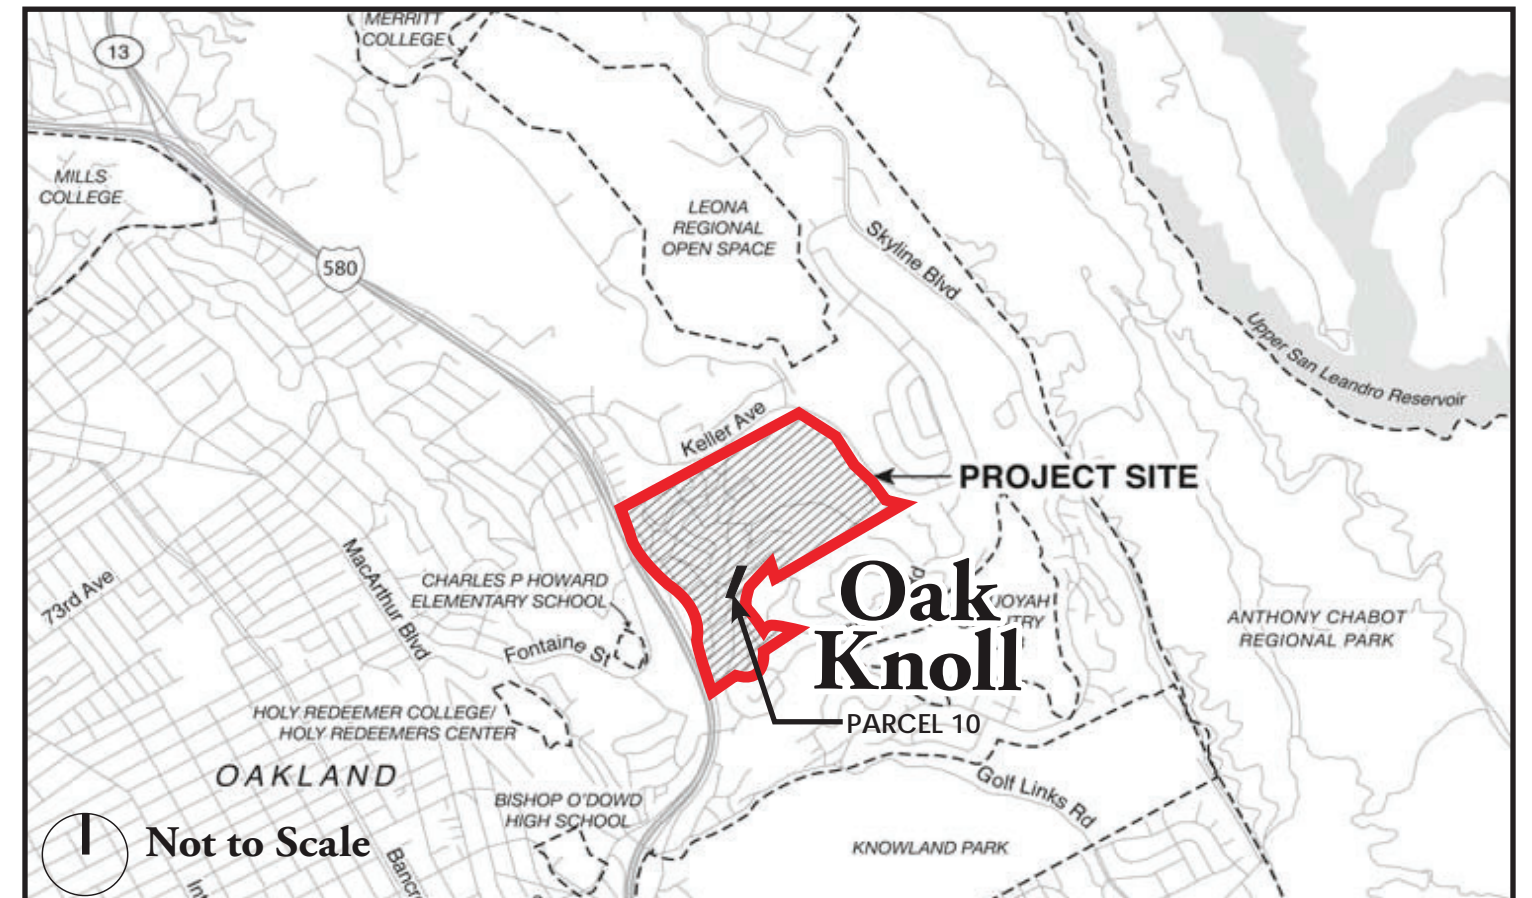 MERRITT
COLLEGE
13
MILLS
COLLEGE
LEONA
REGIONAL
OPEN SPACE
Skyline Blvd
580
Upper San Leandro Reservoir
Keller Ave
PROJECT SITE
73rd Ave
MacArthur Blvd
CHARLES P HOWARD
ELEMENTARY SCHOOL
Fontaine St
Oak
Knoll
ANTHONY CHABOT
REGIONAL PARK
PARCEL 10
HOLY REDEEMER COLLEGE/
HOLY REDEEMERS CENTER
OAKLAND
Golf Links Rd
BISHOP O'DOWD
HIGH SCHOOL
KNOWLAND PARK
Not to Scale